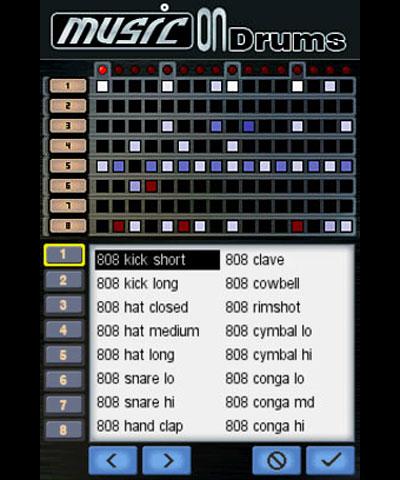 music on Drums
1
2
3
4
5
6
7
8
1 808 kick short 808 clave
2 808 kick long 808 cowbell
3 808 hat closed 808 rimshot
4 808 hat medium 808 cymbal lo
5 808 hat long 808 cymbal hi
6 808 snare lo 808 conga lo
7 808 snare hi 808 conga md
8 808 hand clap 808 conga hi